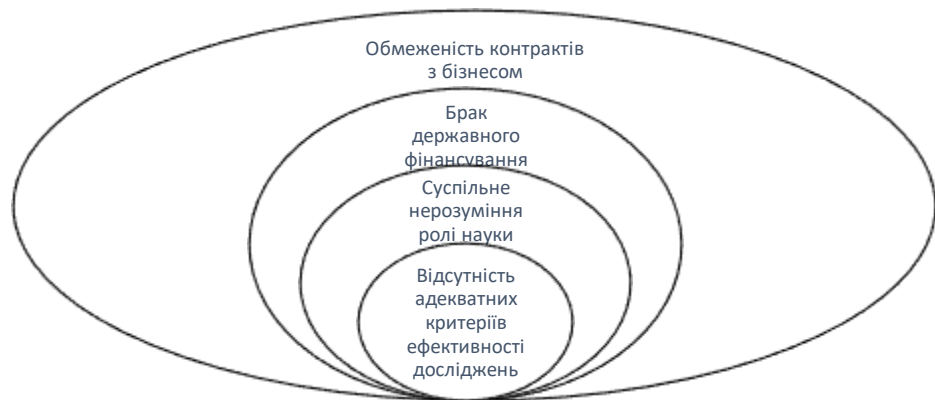 Обмеженість контрактів
з бізнесом
Брак
державного
фінансування
Суспільне
нерозуміння
ролі науки
Відсутність
адекватних
критеріїв
ефективності
досліджень